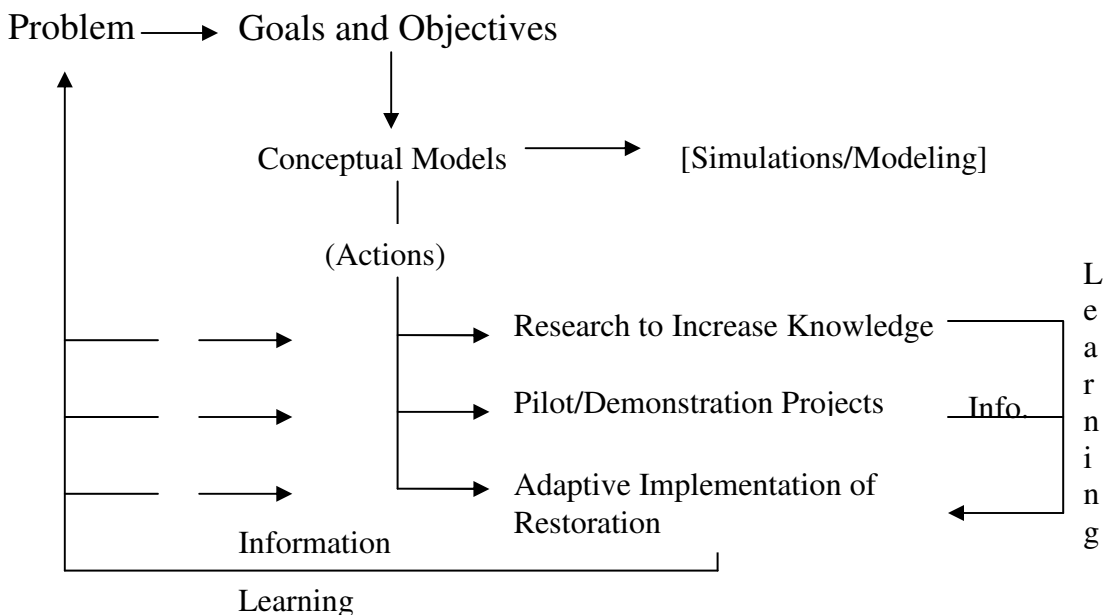 Problem Goals and Objectives
Conceptual Models [Simulations/Modeling]
(Actions)
Research to Increase Knowledge
Pilot/Demonstration Projects Info.
Adaptive Implementation of
Restoration
Learning
Information
Learning